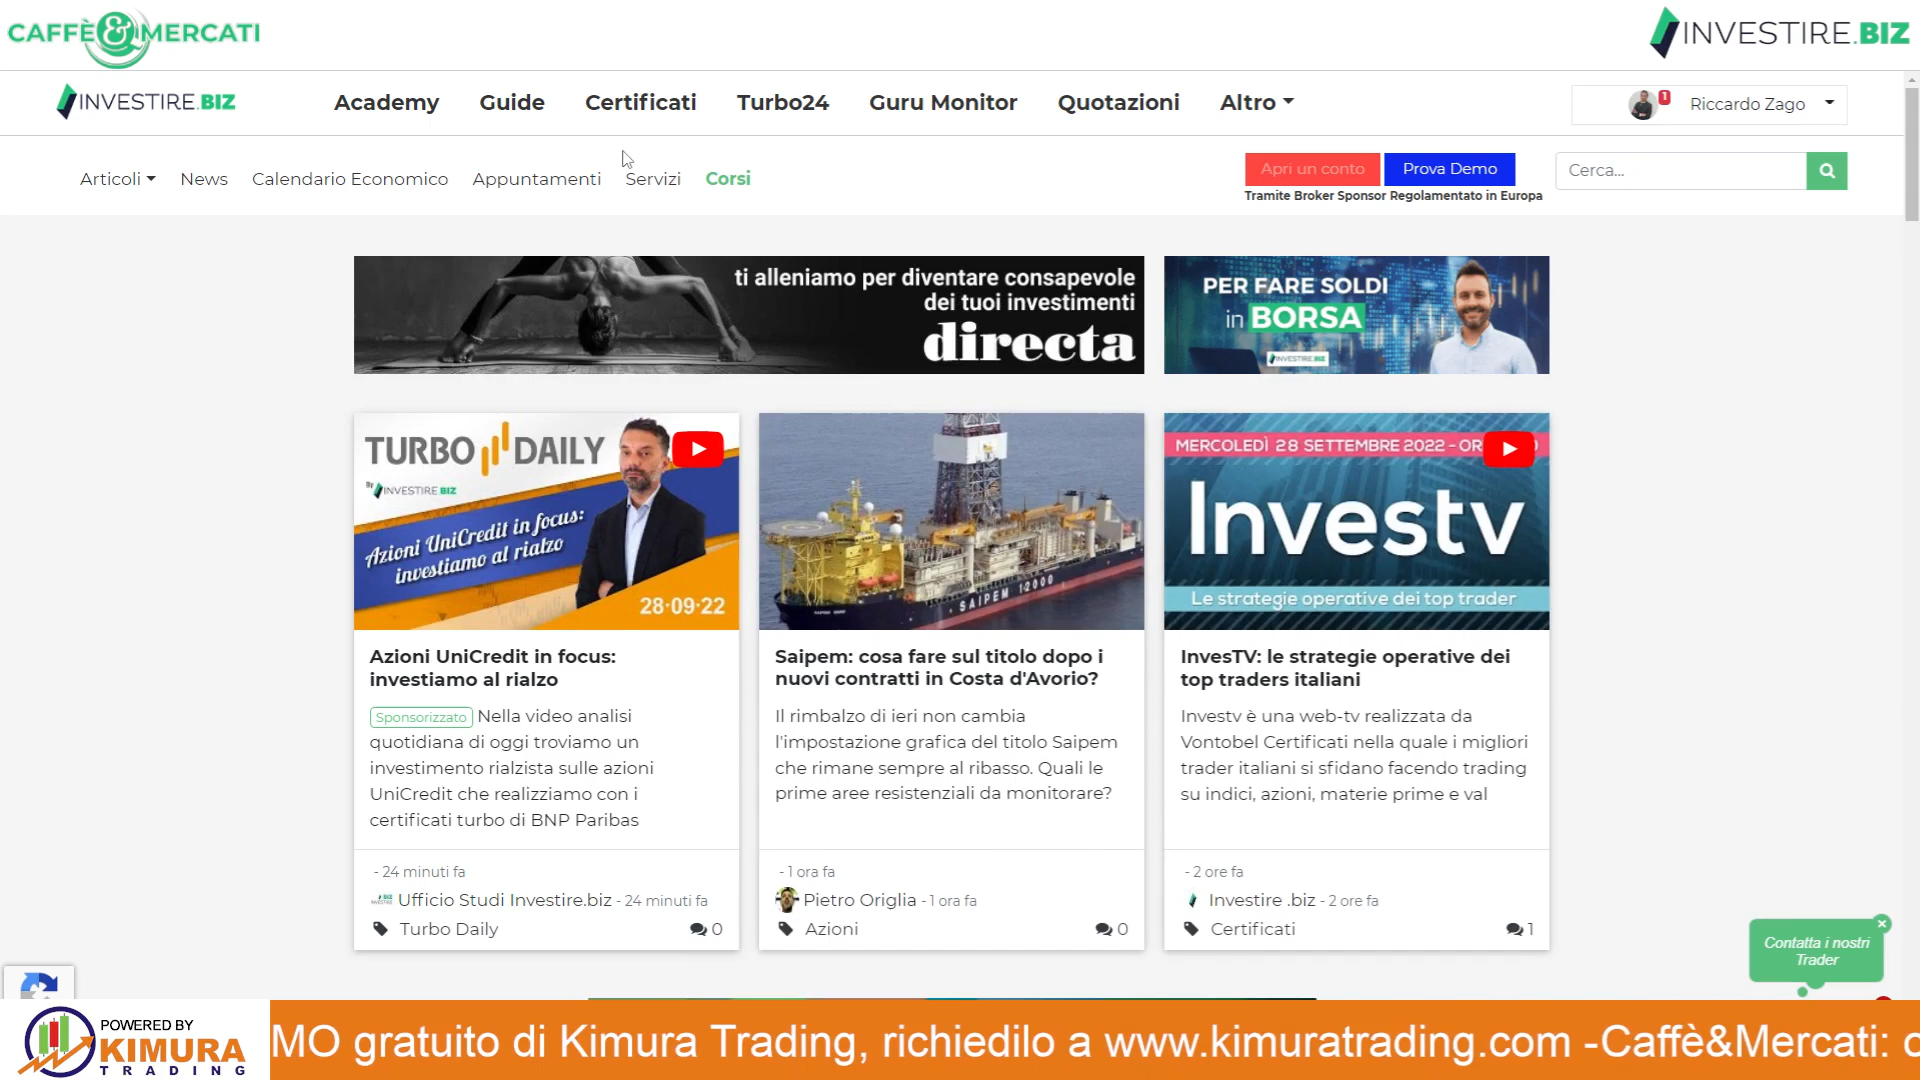 CAFFÈ&MERCATI
INVESTIRE.BIZ
INVESTIRE.BIZ
Academy
Guide
Certificati
Turbo24
Guru Monitor
Quotazioni
Altro
1
Riccardo Zago
Articoli
News
Calendario Economico
Appuntamenti
Servizi
Corsi
Apri un conto
Prova Demo
Tramite Broker Sponsor Regolamentato in Europa
Cerca...
ti alleniamo per diventare consapevole
dei tuoi investimenti
directa
PER FARE SOLDI
in BORSA
INVESTIRE.BIZ
TURBO DAILY
By INVESTIRE.BIZ
Azioni UniCredit in focus:
investiamo al rialzo
28·09·22
SAIPEM 12000
MERCOLEDÌ 28 SETTEMBRE 2022 - OR
Investv
Le strategie operative dei top trader
Azioni UniCredit in focus:
investiamo al rialzo
Sponsorizzato Nella video analisi
quotidiana di oggi troviamo un
investimento rialzista sulle azioni
UniCredit che realizziamo con i
certificati turbo di BNP Paribas
- 24 minuti fa
Ufficio Studi Investire.biz - 24 minuti fa
Turbo Daily
0
Saipem: cosa fare sul titolo dopo i
nuovi contratti in Costa d'Avorio?
Il rimbalzo di ieri non cambia
l'impostazione grafica del titolo Saipem
che rimane sempre al ribasso. Quali le
prime aree resistenziali da monitorare?
- 1 ora fa
Pietro Origlia - 1 ora fa
Azioni
0
InvesTV: le strategie operative dei
top traders italiani
Investv è una web-tv realizzata da
Vontobel Certificati nella quale i migliori
trader italiani si sfidano facendo trading
su indici, azioni, materie prime e val
- 2 ore fa
Investire .biz - 2 ore fa
Certificati
1
Contatta i nostri
Trader
POWERED BY
KIMURA
TRADING
MO gratuito di Kimura Trading, richiedilo a www.kimuratrading.com -Caffè&Mercati: